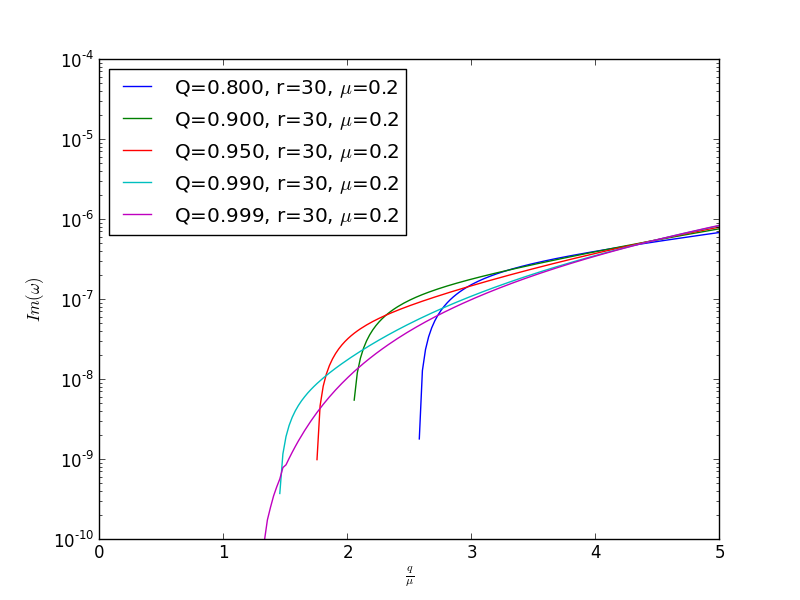 10^-4
10^-5
10^-6
10^-7
10^-8
10^-9
10^-10
Im(ω)
Q=0.800, r=30, μ=0.2
Q=0.900, r=30, μ=0.2
Q=0.950, r=30, μ=0.2
Q=0.990, r=30, μ=0.2
Q=0.999, r=30, μ=0.2
0 1 2 3 4 5
q/μ